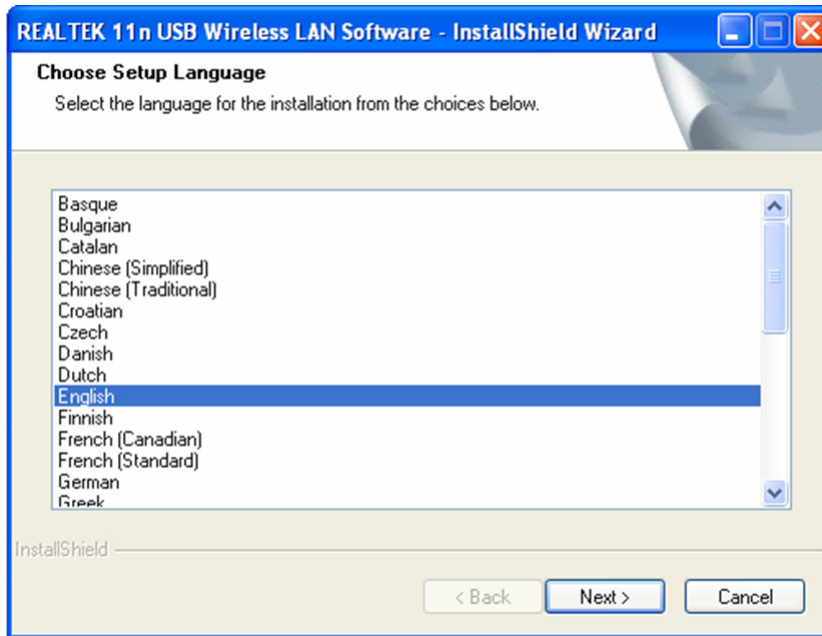 REALTEK 11n USB Wireless LAN Software - InstallShield Wizard
Choose Setup Language
Select the language for the installation from the choices below.
Basque
Bulgarian
Catalan
Chinese (Simplified)
Chinese (Traditional)
Croatian
Czech
Danish
Dutch
English
Finnish
French (Canadian)
French (Standard)
German
Greek
InstallShield
< Back
Next >
Cancel